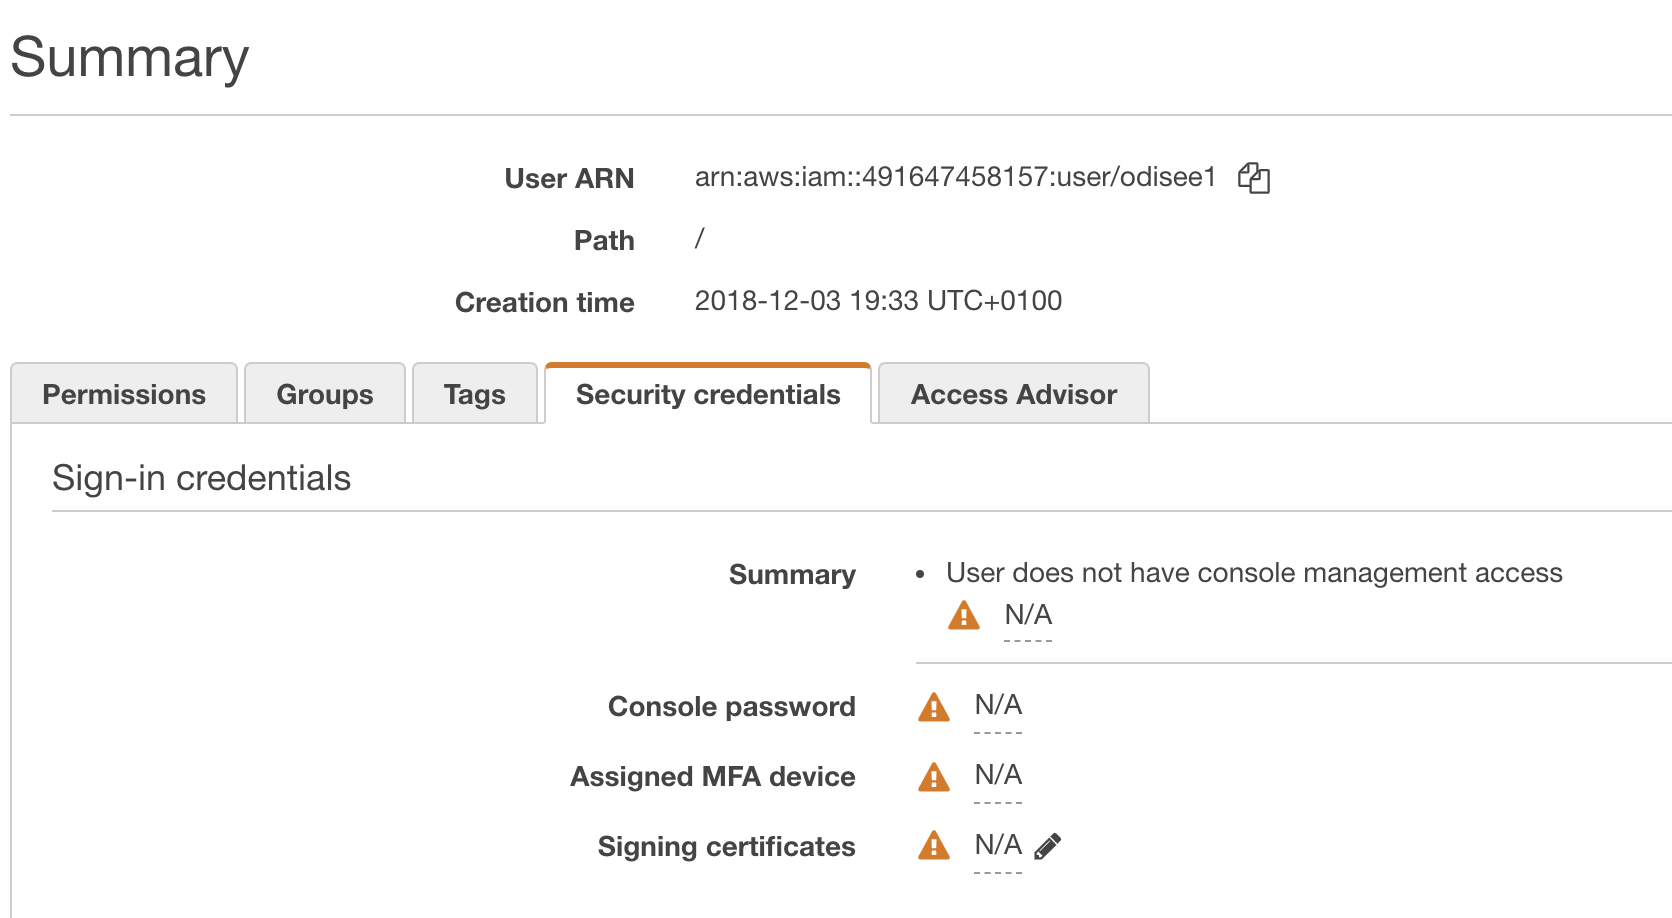 Summary
User ARN arn:aws:iam::491647458157:user/odisee1
Path /
Creation time 2018-12-03 19:33 UTC+0100
Permissions Groups Tags Security credentials Access Advisor
Sign-in credentials
Summary • User does not have console management access
N/A
Console password N/A
Assigned MFA device N/A
Signing certificates N/A